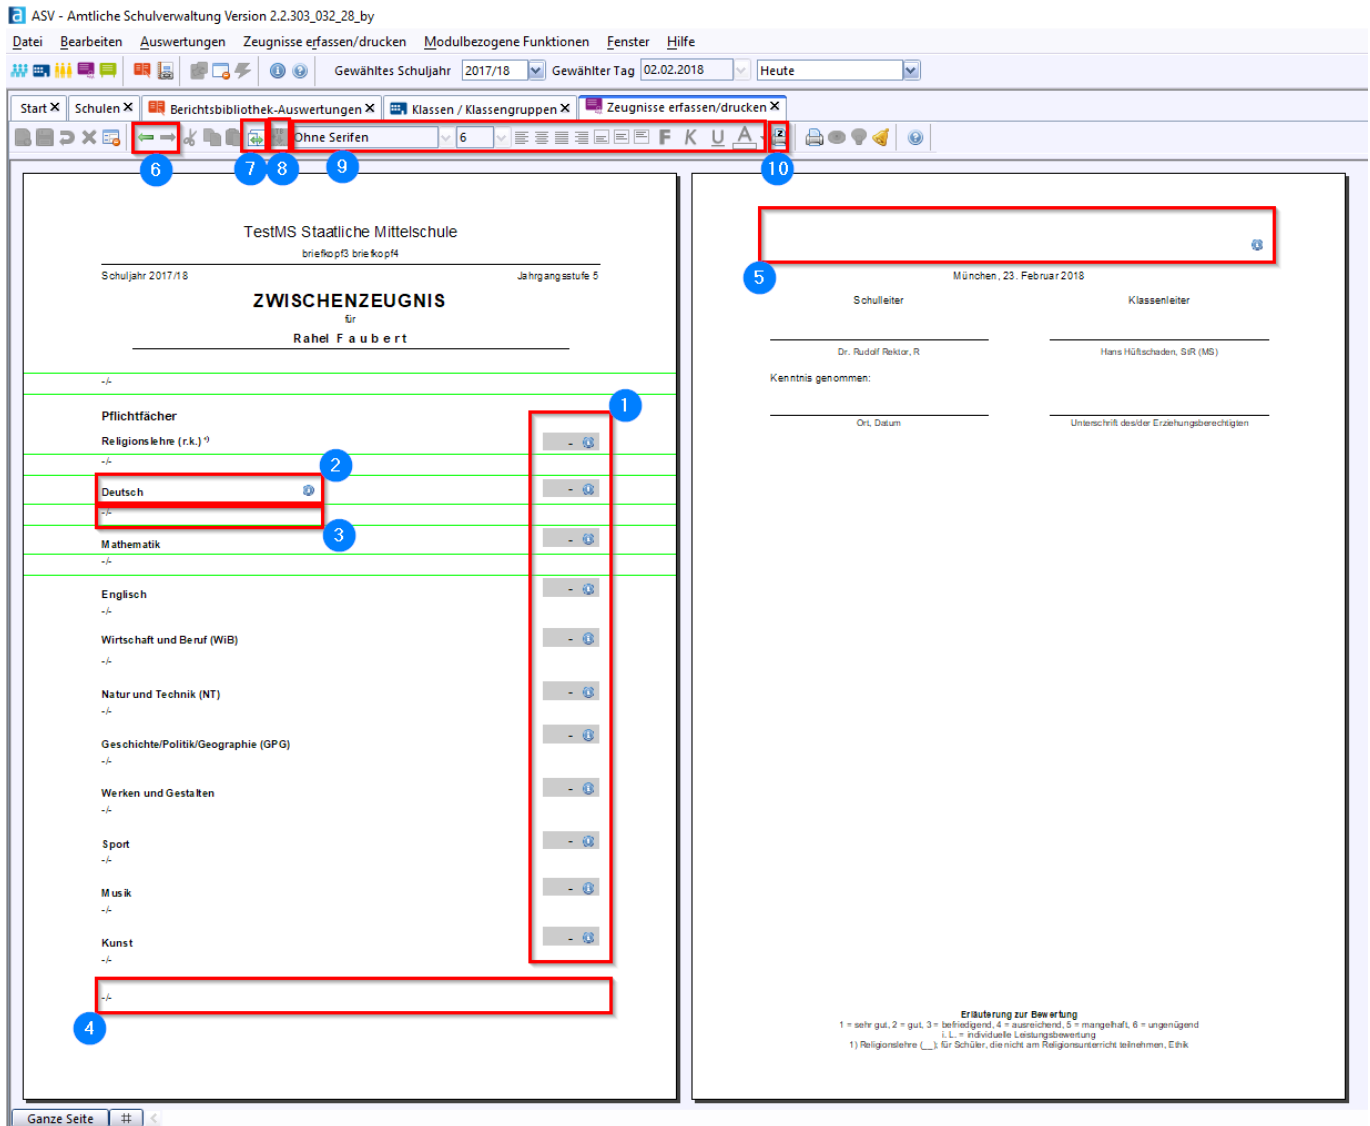 ASV - Amtliche Schulverwaltung Version 2.2.303_032_28_by
Datei Bearbeiten Auswertungen Zeugnisse erfassen/drucken Modulbezogene Funktionen Fenster Hilfe
Gewähltes Schuljahr 2017/18 Gewählter Tag 02.02.2018 Heute
Start X Schulen X Berichtsbibliothek-Auswertungen X Klassen / Klassengruppen X Zeugnisse erfassen/drucken X
Ohne Serifen 6 F K U A
6 7 8 9 10
TestMS Staatliche Mittelschule
briefkopf3 briefkopf4
Schuljahr 2017/18 Jahrgangsstufe 5
ZWISCHENZEUGNIS
für
Rahel Faubert
-/-
1
Pflichtfächer
Religionslehre (r.k.) ¹⁾ -
-/-
2
Deutsch -
-/-
3
Mathematik -
-/-
Englisch -
-/-
Wirtschaft und Beruf (WiB) -
-/-
Natur und Technik (NT) -
-/-
Geschichte/Politik/Geographie (GPG) -
-/-
Werken und Gestalten -
-/-
Sport -
-/-
Musik -
-/-
Kunst -
-/-
-/-
4
5
München, 23. Februar 2018
Schulleiter Klassenleiter
Dr. Rudolf Rektor, R Hans Hüftschaden, StR (MS)
Kenntnis genommen:
Ort, Datum Unterschrift des/der Erziehungsberechtigten
Erläuterung zur Bewertung
1 = sehr gut, 2 = gut, 3 = befriedigend, 4 = ausreichend, 5 = mangelhaft, 6 = ungenügend
i. L. = individuelle Leistungsbewertung
1) Religionslehre (__); für Schüler, die nicht am Religionsunterricht teilnehmen, Ethik
Ganze Seite #